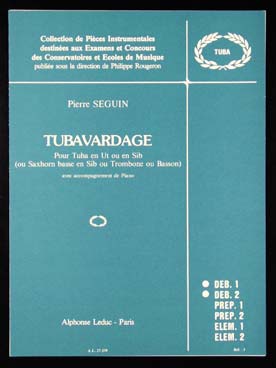 Collection de Pièces Instrumentales
destinées aux Examens et Concours
des Conservatoires et Ecoles de Musique
publiée sous la direction de Philippe Rougeron
TUBA
Pierre SEGUIN
TUBAVARDAGE
Pour Tuba en Ut ou en Sib
(ou Saxhorn basse en Sib ou Trombone ou Basson)
avec accompagnement de Piano
DEB. 1
DEB. 2
PREP. 1
PREP. 2
ELEM. 1
ELEM. 2
Alphonse Leduc - Paris